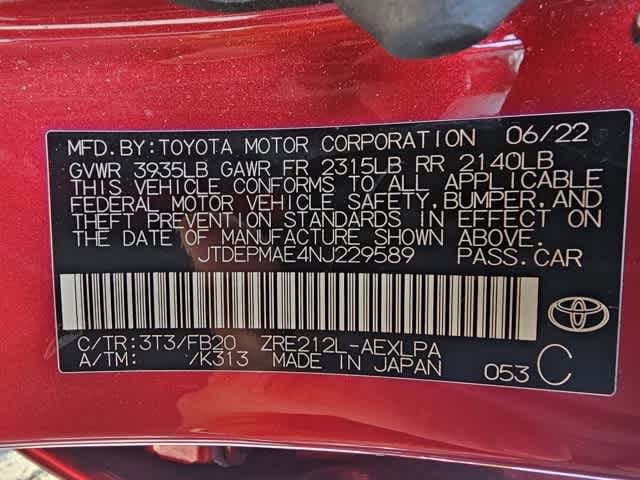 MFD. BY: TOYOTA MOTOR CORPORATION 06/22
GVWR 3935LB GAWR FR 2315LB RR 2140LB
THIS VEHICLE CONFORMS TO ALL APPLICABLE
FEDERAL MOTOR VEHICLE SAFETY, BUMPER, AND
THEFT PREVENTION STANDARDS IN EFFECT ON
THE DATE OF MANUFACTURE SHOWN ABOVE.
JTDEPMAE4NJ229589 PASS. CAR
C/TR: 3T3/FB20 ZRE212L-AEXLPA
A/TM: /K313 MADE IN JAPAN 053 C